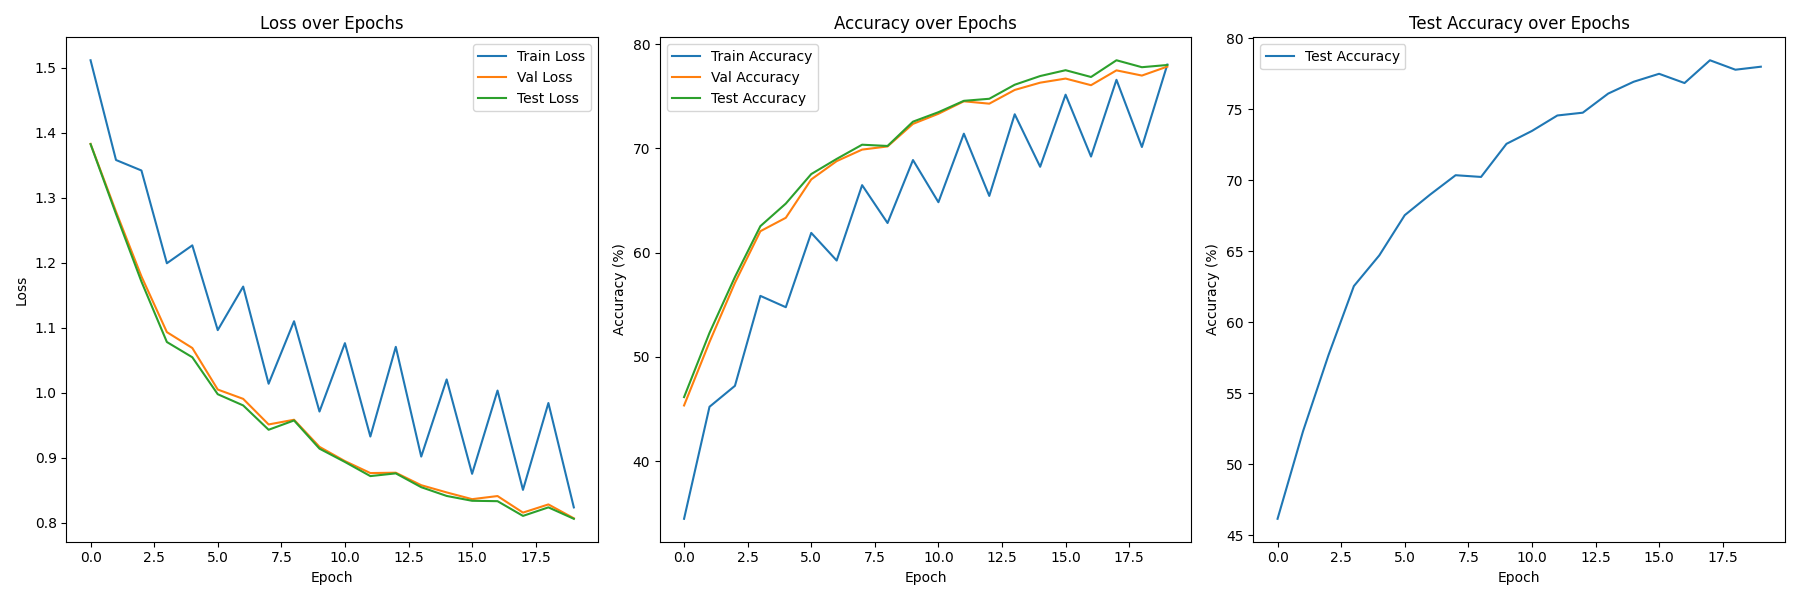 Loss over Epochs
Train Loss
Val Loss
Test Loss
1.5
1.4
1.3
1.2
1.1
1.0
0.9
0.8
Loss
0.0 2.5 5.0 7.5 10.0 12.5 15.0 17.5
Epoch
Accuracy over Epochs
Train Accuracy
Val Accuracy
Test Accuracy
80
70
60
50
40
Accuracy (%)
0.0 2.5 5.0 7.5 10.0 12.5 15.0 17.5
Epoch
Test Accuracy over Epochs
Test Accuracy
80
75
70
65
60
55
50
45
Accuracy (%)
0.0 2.5 5.0 7.5 10.0 12.5 15.0 17.5
Epoch